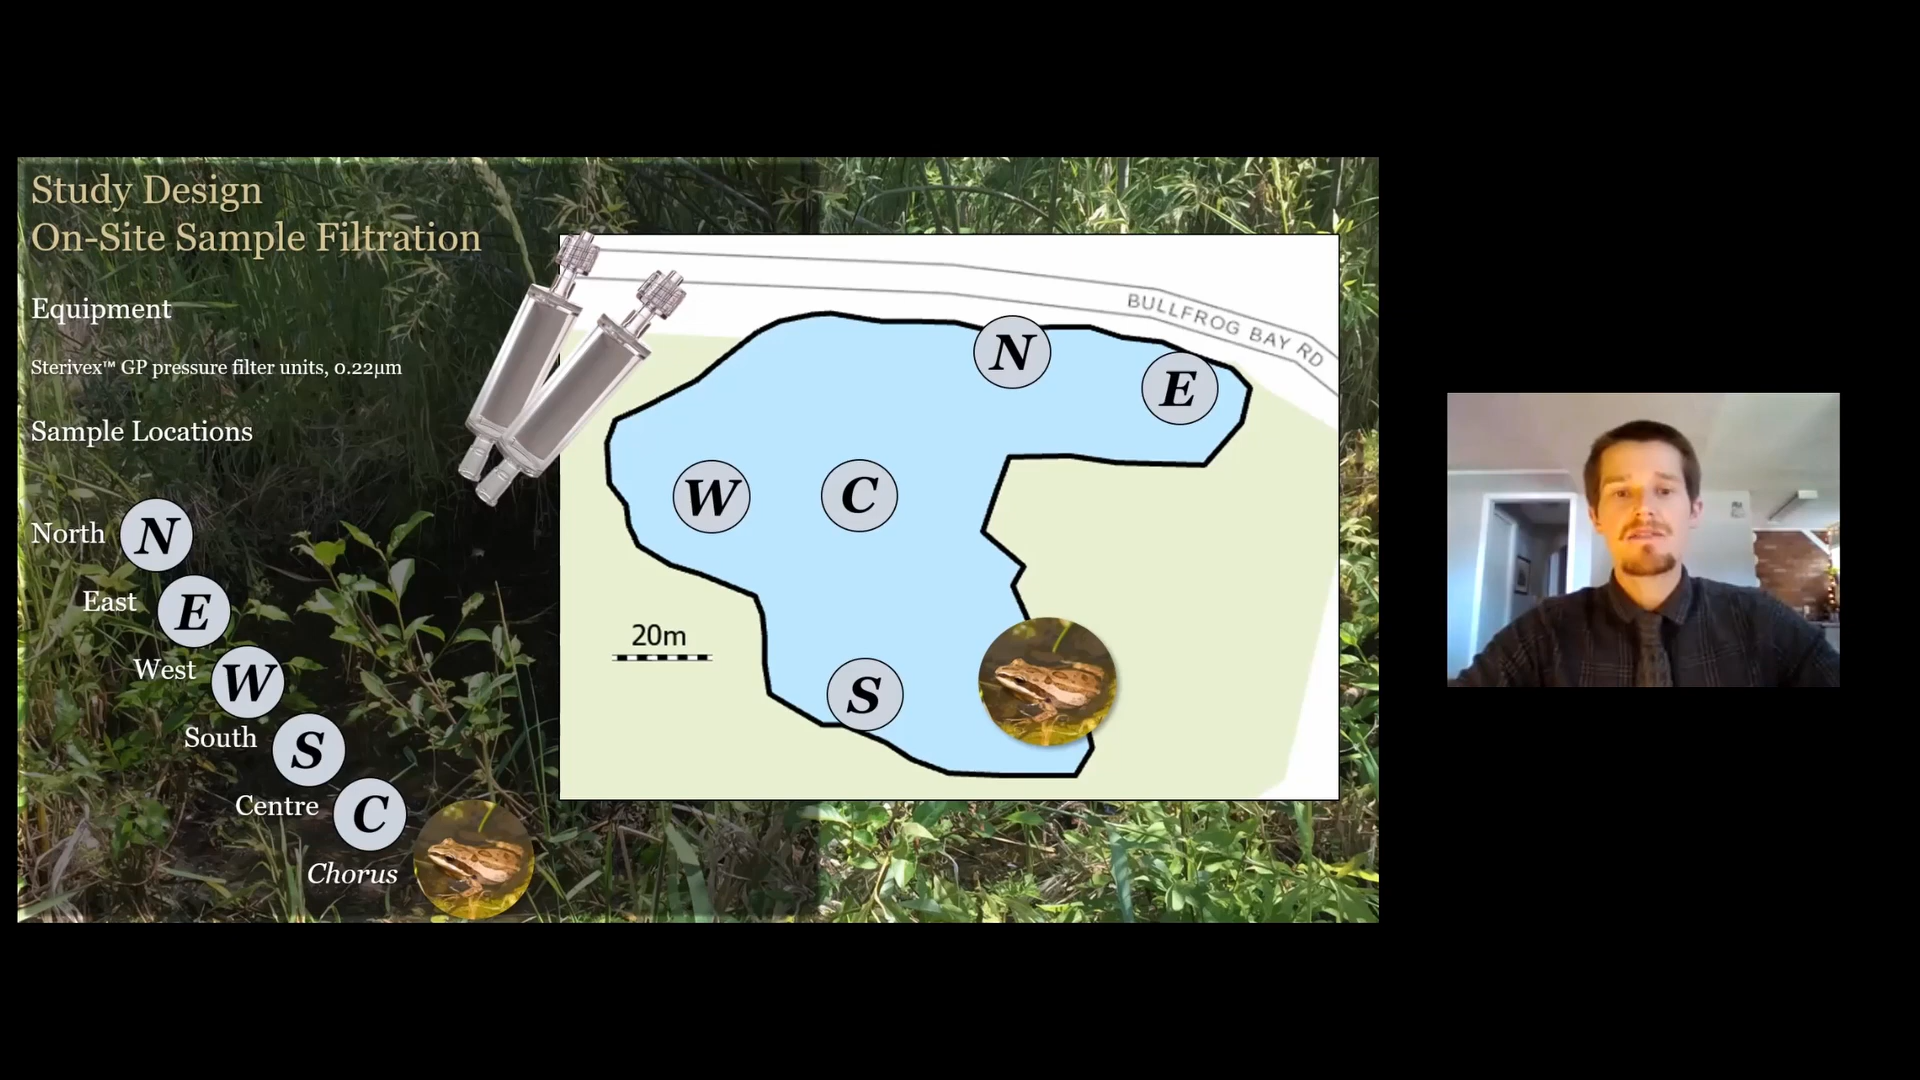 Study Design
On-Site Sample Filtration
Equipment
Sterivex™ GP pressure filter units, 0.22µm
Sample Locations
North N
East E
West W
South S
Centre C
Chorus
BULLFROG BAY RD
N
E
W
C
20m
S